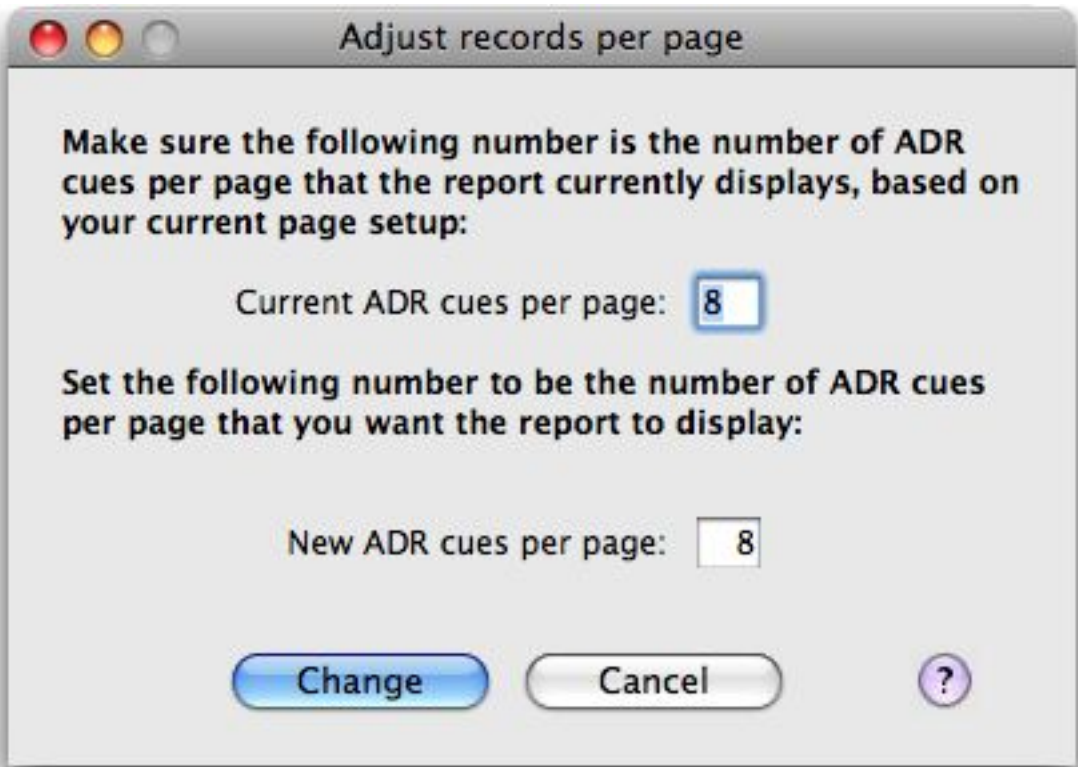 Adjust records per page
Make sure the following number is the number of ADR
cues per page that the report currently displays, based on
your current page setup:
Current ADR cues per page: 8
Set the following number to be the number of ADR cues
per page that you want the report to display:
New ADR cues per page: 8
Change Cancel ?